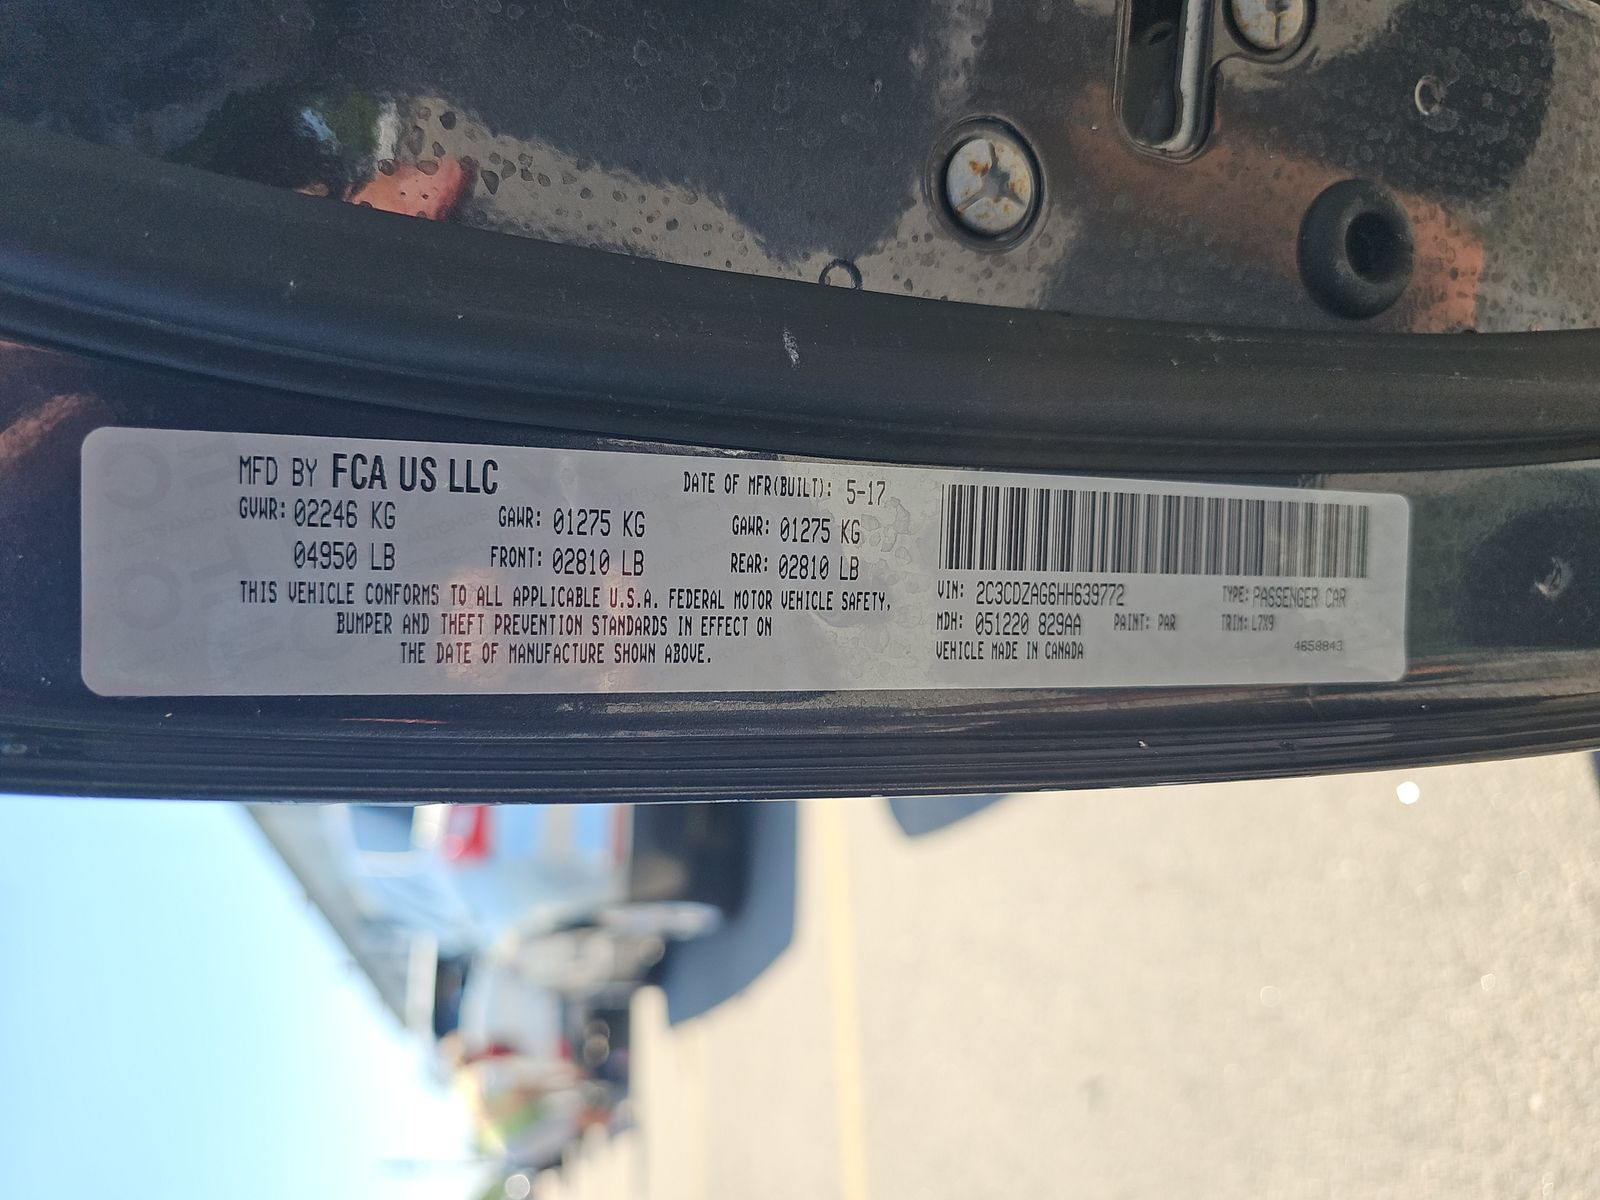 MFD BY FCA US LLC DATE OF MFR(BUILT): 5-17
GVWR: 02246 KG GAWR: 01275 KG GAWR: 01275 KG
04950 LB FRONT: 02810 LB REAR: 02810 LB
THIS VEHICLE CONFORMS TO ALL APPLICABLE U.S.A. FEDERAL MOTOR VEHICLE SAFETY,
BUMPER AND THEFT PREVENTION STANDARDS IN EFFECT ON
THE DATE OF MANUFACTURE SHOWN ABOVE.
VIN: 2C3CDZAG6HH639772 TYPE: PASSENGER CAR
MDH: 051220 829AA PAINT: PAR TRIM: L7X9
VEHICLE MADE IN CANADA 4658843